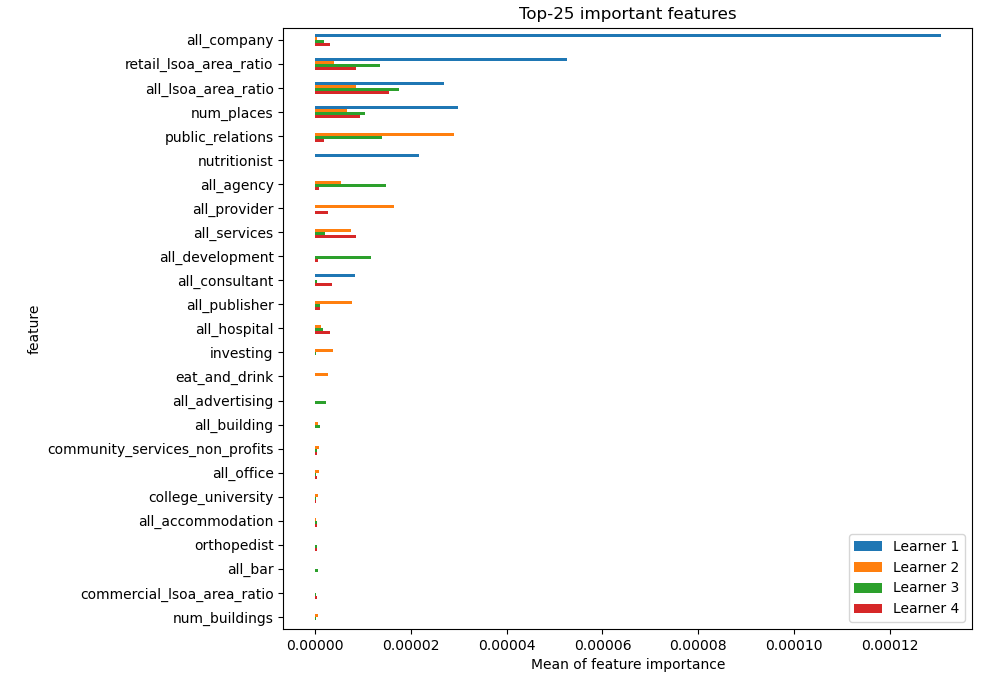 Top-25 important features
all_company
retail_lsoa_area_ratio
all_lsoa_area_ratio
num_places
public_relations
nutritionist
all_agency
all_provider
all_services
all_development
all_consultant
all_publisher
all_hospital
investing
eat_and_drink
all_advertising
all_building
community_services_non_profits
all_office
college_university
all_accommodation
orthopedist
all_bar
commercial_lsoa_area_ratio
num_buildings
feature
Learner 1
Learner 2
Learner 3
Learner 4
0.00000 0.00002 0.00004 0.00006 0.00008 0.00010 0.00012
Mean of feature importance